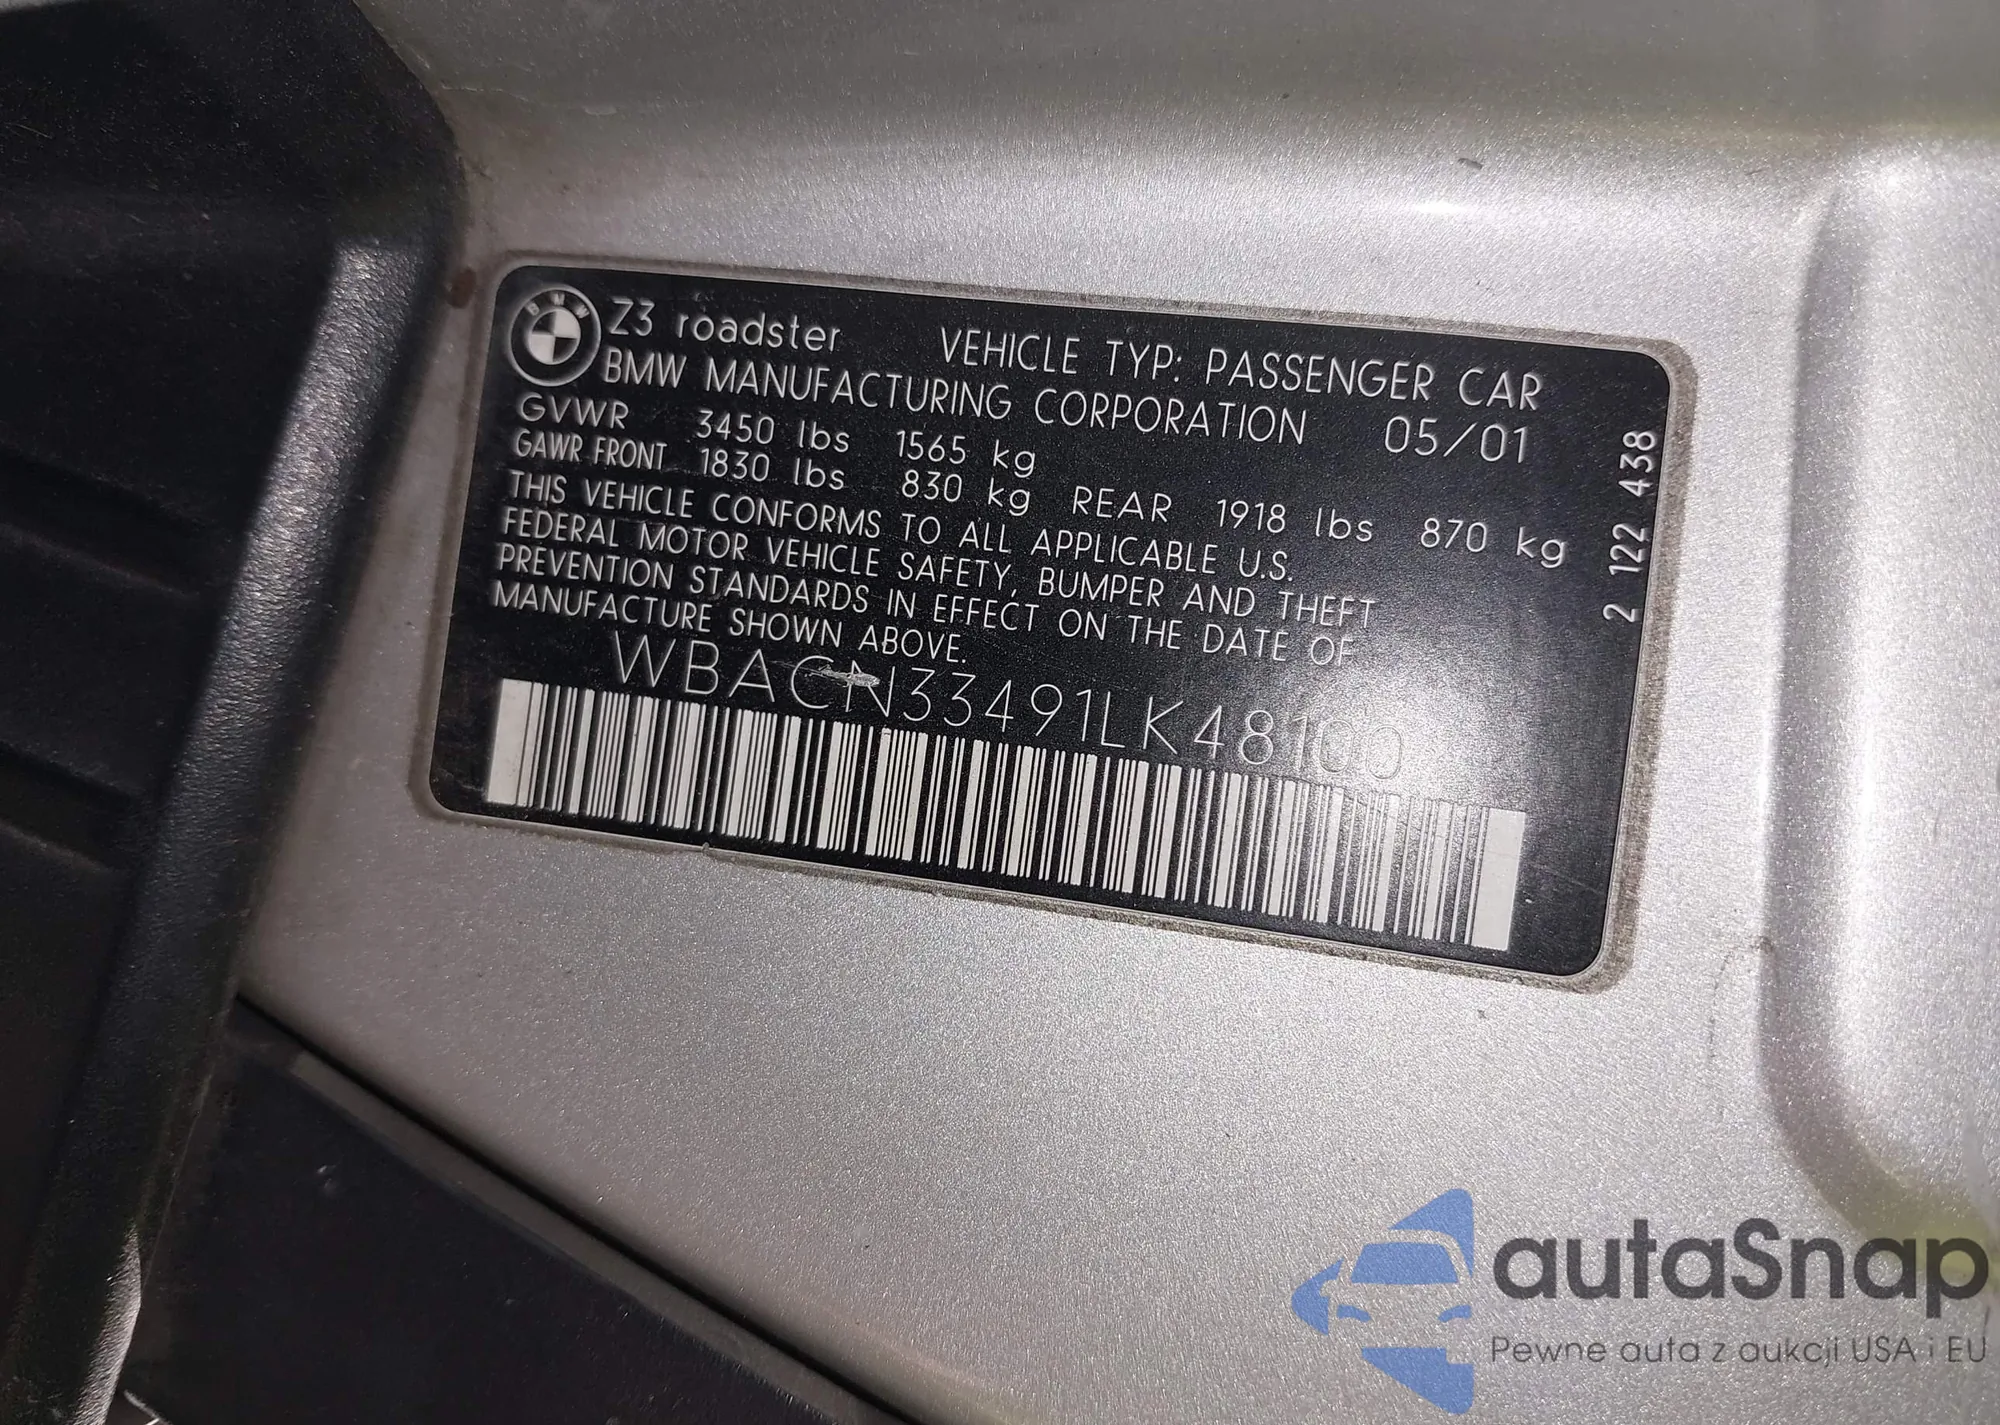 BMW
Z3 roadster VEHICLE TYP: PASSENGER CAR
BMW MANUFACTURING CORPORATION 05/01
GVWR 3450 lbs 1565 kg
GAWR FRONT 1830 lbs 830 kg REAR 1918 lbs 870 kg
THIS VEHICLE CONFORMS TO ALL APPLICABLE U.S.
FEDERAL MOTOR VEHICLE SAFETY, BUMPER AND THEFT
PREVENTION STANDARDS IN EFFECT ON THE DATE OF
MANUFACTURE SHOWN ABOVE.
WBACN33491LK48100
2 122 438
autaSnap
Pewne auta z aukcji USA i EU